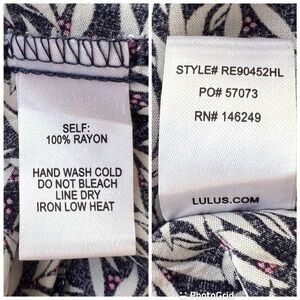 SELF:
100% RAYON
HAND WASH COLD
DO NOT BLEACH
LINE DRY
IRON LOW HEAT
STYLE# RE90452HL
PO# 57073
RN# 146249
LULUS.COM
PhotoGrid